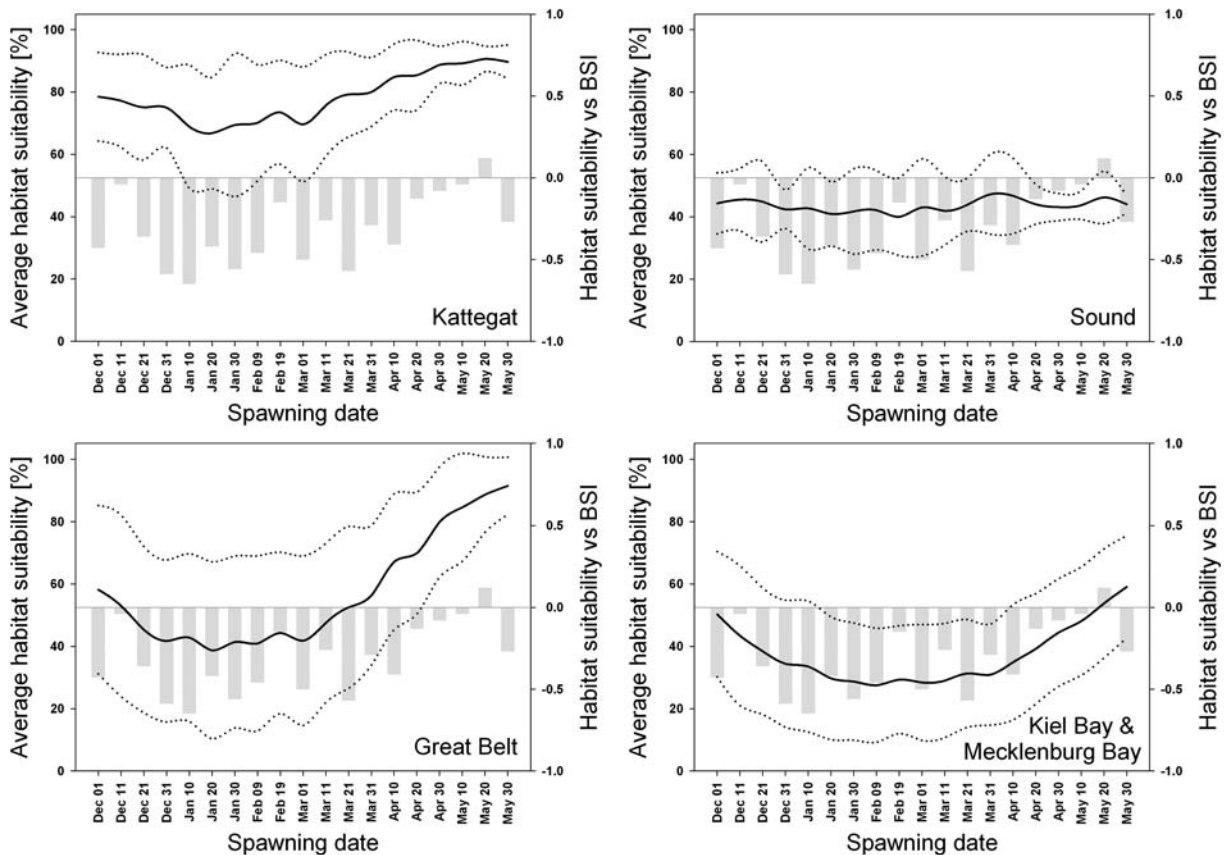 Average habitat suitability [%]
100
80
60
40
20
0
1.0
0.5
0.0
-0.5
-1.0
Habitat suitability vs BSI
Kattegat
Dec 01
Dec 11
Dec 21
Dec 31
Jan 10
Jan 20
Jan 30
Feb 09
Feb 19
Mar 01
Mar 11
Mar 21
Mar 31
Apr 10
Apr 20
Apr 30
May 10
May 20
May 30
Spawning date
Average habitat suitability [%]
100
80
60
40
20
0
1.0
0.5
0.0
-0.5
-1.0
Habitat suitability vs BSI
Sound
Dec 01
Dec 11
Dec 21
Dec 31
Jan 10
Jan 20
Jan 30
Feb 09
Feb 19
Mar 01
Mar 11
Mar 21
Mar 31
Apr 10
Apr 20
Apr 30
May 10
May 20
May 30
Spawning date
Average habitat suitability [%]
100
80
60
40
20
0
1.0
0.5
0.0
-0.5
-1.0
Habitat suitability vs BSI
Great Belt
Dec 01
Dec 11
Dec 21
Dec 31
Jan 10
Jan 20
Jan 30
Feb 09
Feb 19
Mar 01
Mar 11
Mar 21
Mar 31
Apr 10
Apr 20
Apr 30
May 10
May 20
May 30
Spawning date
Average habitat suitability [%]
100
80
60
40
20
0
1.0
0.5
0.0
-0.5
-1.0
Habitat suitability vs BSI
Kiel Bay &
Mecklenburg Bay
Dec 01
Dec 11
Dec 21
Dec 31
Jan 10
Jan 20
Jan 30
Feb 09
Feb 19
Mar 01
Mar 11
Mar 21
Mar 31
Apr 10
Apr 20
Apr 30
May 10
May 20
May 30
Spawning date